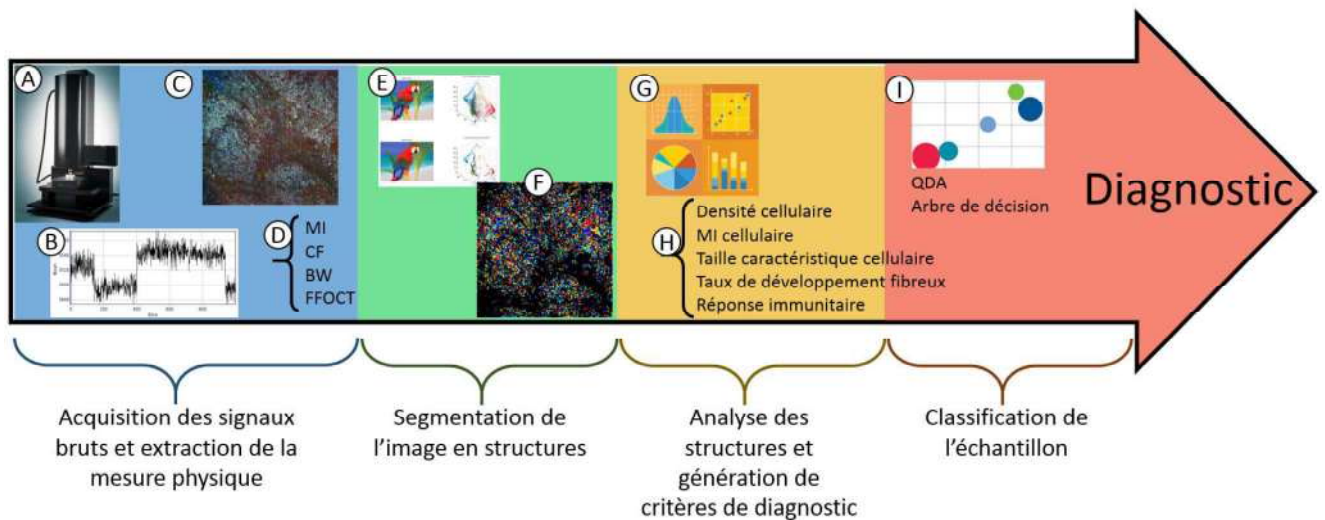 A
C
B
D
MI
CF
BW
FFOCT
E
F
G
H
Densité cellulaire
MI cellulaire
Taille caractéristique cellulaire
Taux de développement fibreux
Réponse immunitaire
I
QDA
Arbre de décision
Diagnostic
Acquisition des signaux
bruts et extraction de la
mesure physique
Segmentation de
l'image en structures
Analyse des
structures et
génération de
critères de diagnostic
Classification de
l'échantillon